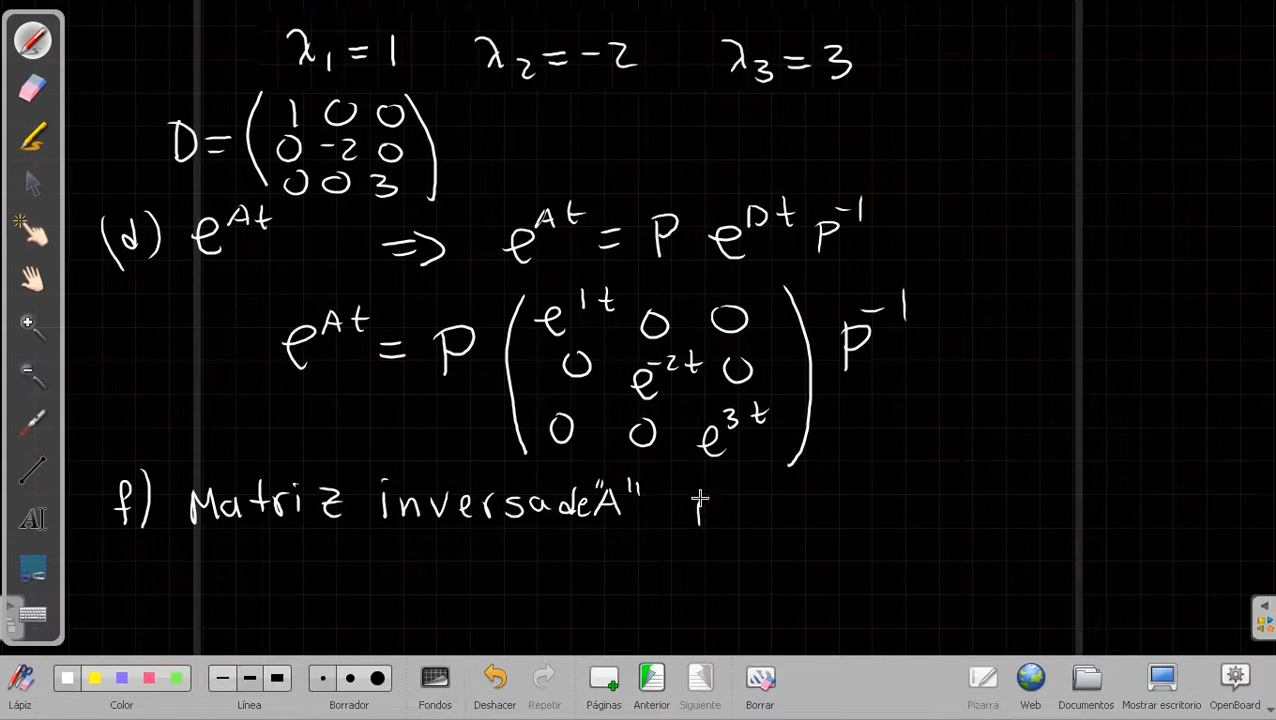 λ₁ = 1 λ₂ = -2 λ₃ = 3
D = ( 1 0 0
0 -2 0
0 0 3 )
(d) e^{At} => e^{At} = P e^{Dt} P^{-1}
e^{At} = P ( e^{1t} 0 0
0 e^{-2t} 0
0 0 e^{3t} ) P^{-1}
f) Matriz inversa de "A"
Lápiz Color Línea Borrador Fondos Deshacer Repetir Páginas Anterior Siguiente Borrar Pizarra Web Documentos Mostrar escritorio OpenBoard